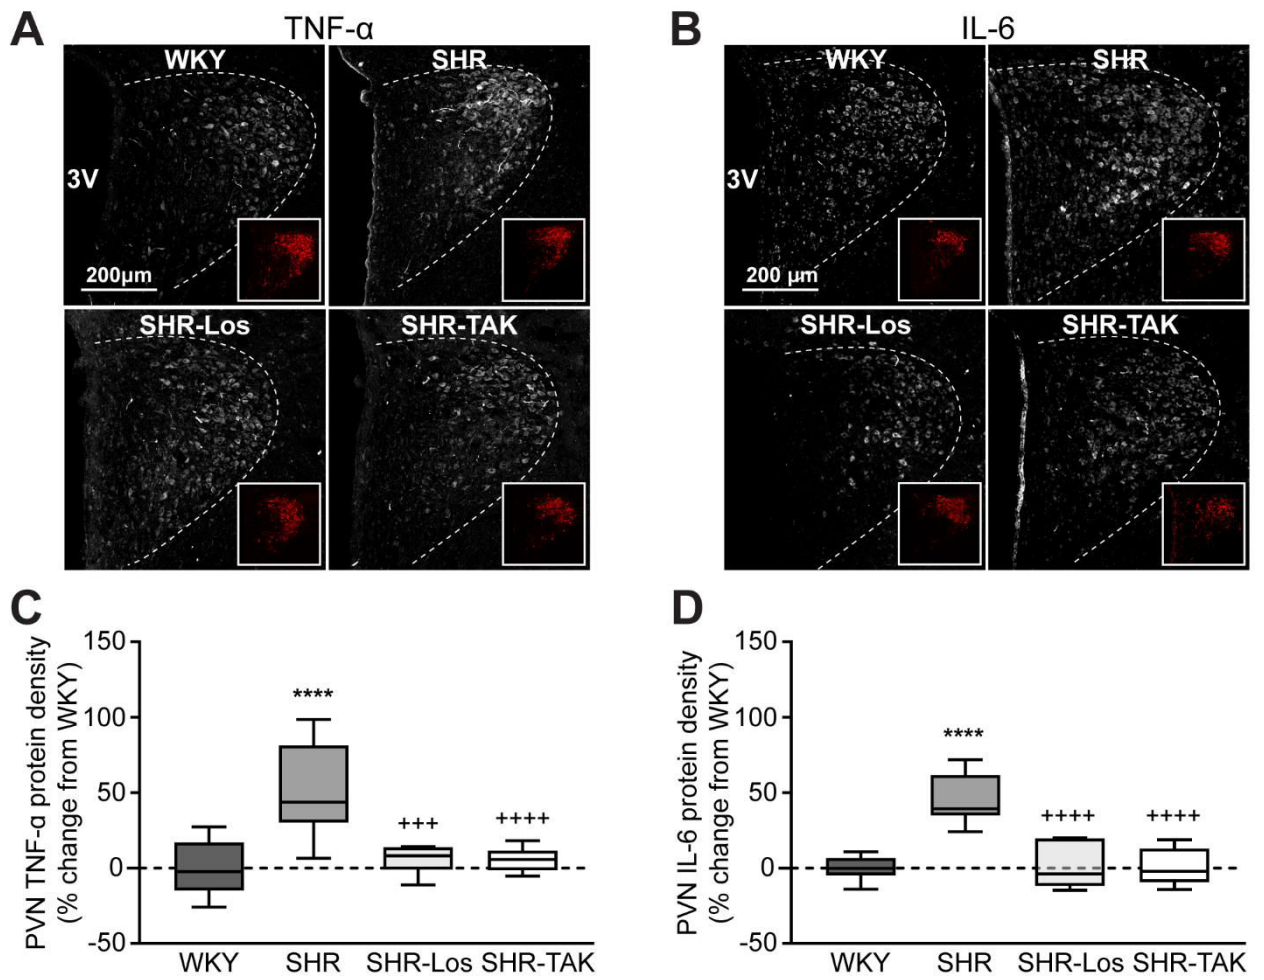 A
TNF-α
WKY
SHR
3V
200µm
SHR-Los
SHR-TAK
B
IL-6
WKY
SHR
3V
200 µm
SHR-Los
SHR-TAK
C
PVN TNF-α protein density
(% change from WKY)
150
100
50
0
-50
****
+++
++++
WKY
SHR
SHR-Los
SHR-TAK
D
PVN IL-6 protein density
(% change from WKY)
150
100
50
0
-50
****
++++
++++
WKY
SHR
SHR-Los
SHR-TAK